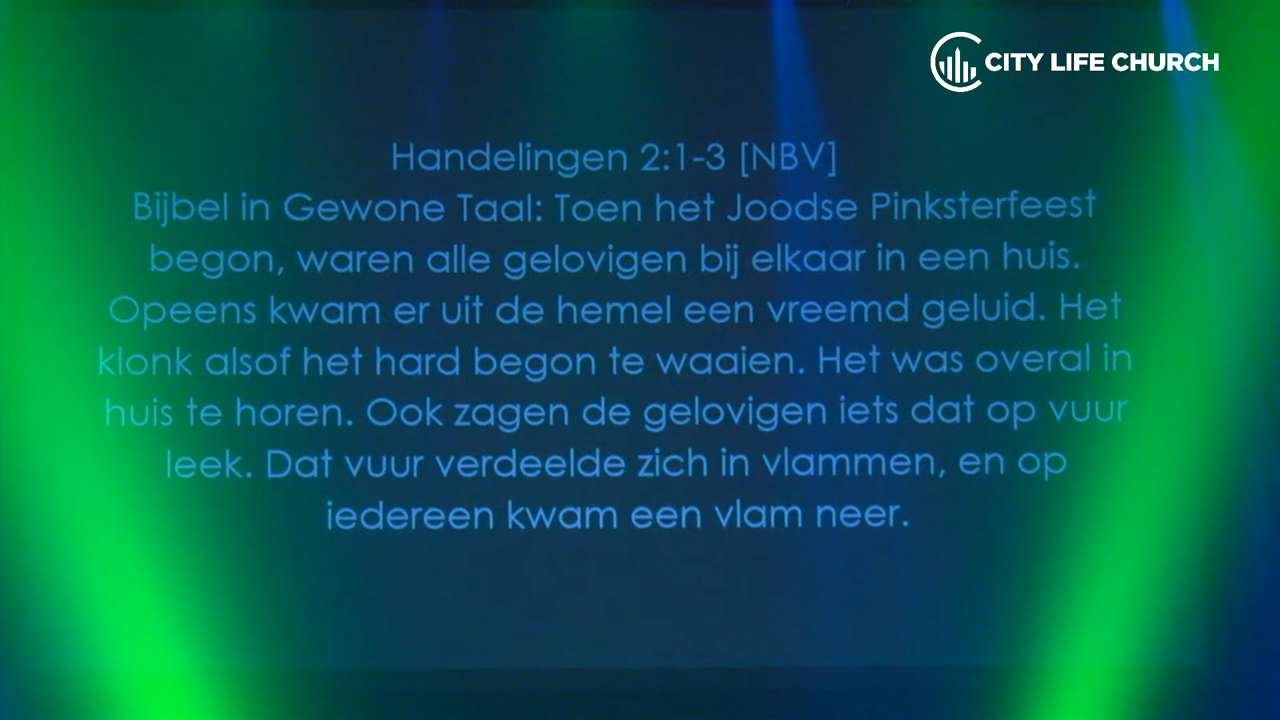 CITY LIFE CHURCH
Handelingen 2:1-3 [NBV]
Bijbel in Gewone Taal: Toen het Joodse Pinksterfeest
begon, waren alle gelovigen bij elkaar in een huis.
Opeens kwam er uit de hemel een vreemd geluid. Het
klonk alsof het hard begon te waaien. Het was overal in
huis te horen. Ook zagen de gelovigen iets dat op vuur
leek. Dat vuur verdeelde zich in vlammen, en op
iedereen kwam een vlam neer.